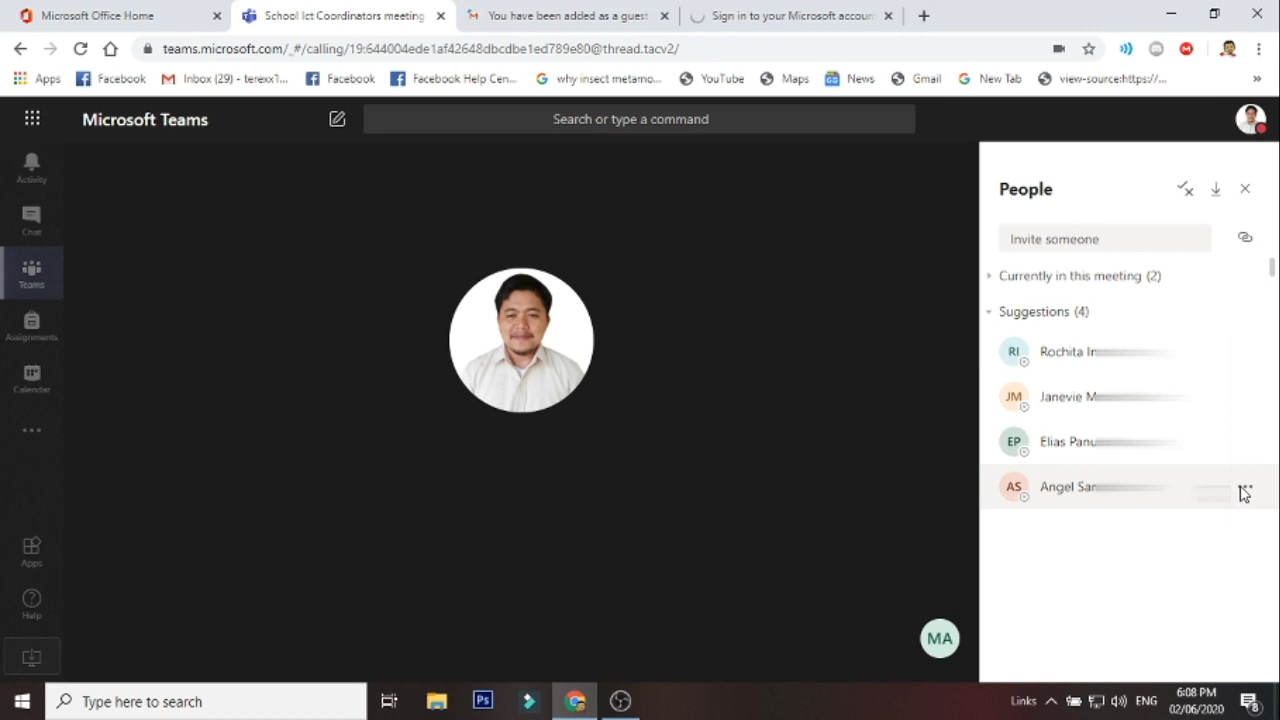 Microsoft Office Home
School Ict Coordinators meeting
You have been added as a guest
Sign in to your Microsoft accoun
teams.microsoft.com/_#/calling/19:644004ede1af42648dbcdbe1ed789e80@thread.tacv2/
Apps
Facebook
Inbox (29) - terexx1...
Facebook
Facebook Help Cen...
why insect metamo...
YouTube
Maps
News
Gmail
New Tab
view-source:https://...
»
Microsoft Teams
Search or type a command
Activity
Chat
Teams
Assignments
Calendar
Apps
Help
People
Invite someone
Currently in this meeting (2)
Suggestions (4)
RI
Rochita In
JM
Janevie M
EP
Elias Panu
AS
Angel Sar
MA
Type here to search
Ps
Links
ENG
6:08 PM
02/06/2020
8